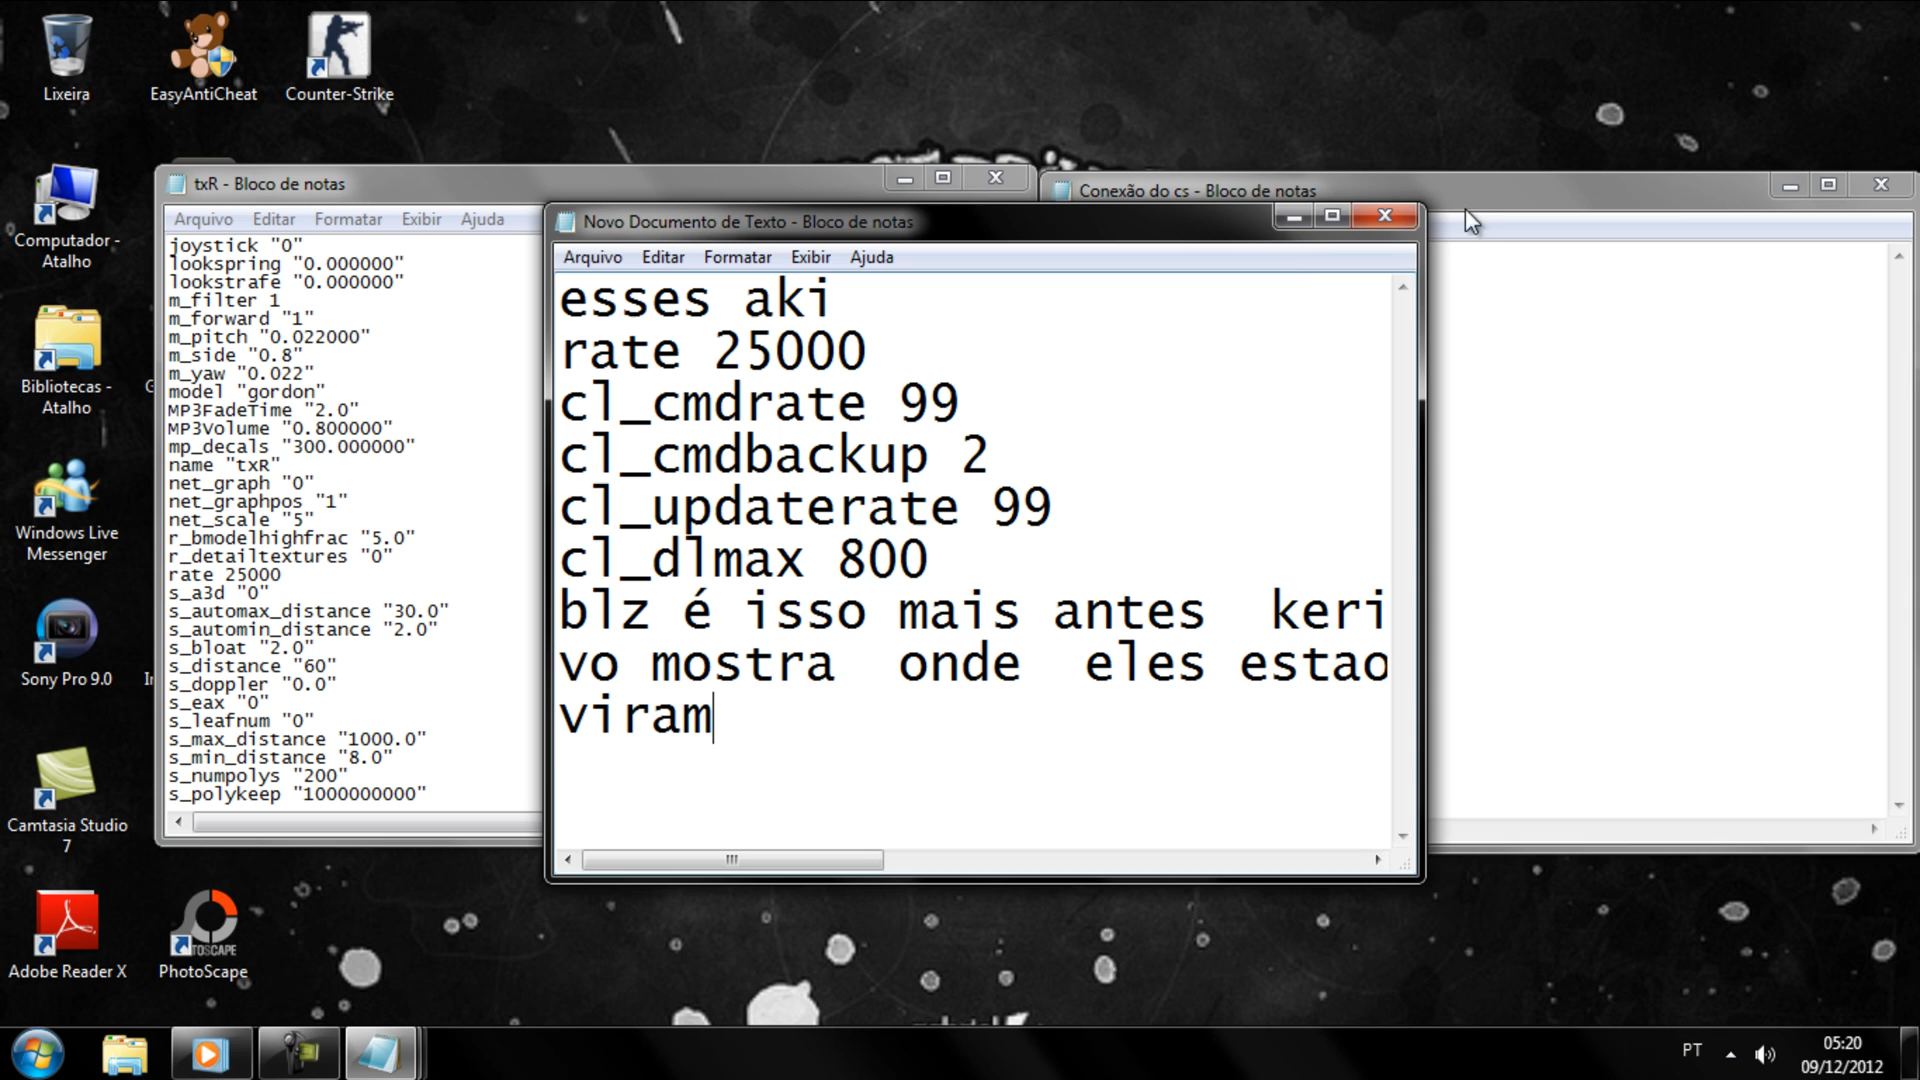 Lixeira
EasyAntiCheat
Counter-Strike
Computador -
Atalho
Bibliotecas -
Atalho
Windows Live
Messenger
Sony Pro 9.0
Camtasia Studio
7
Adobe Reader X
PhotoScape
txR - Bloco de notas
Arquivo Editar Formatar Exibir Ajuda
joystick "0"
lookspring "0.000000"
lookstrafe "0.000000"
m_filter 1
m_forward "1"
m_pitch "0.022000"
m_side "0.8"
m_yaw "0.022"
model "gordon"
MP3FadeTime "2.0"
MP3Volume "0.800000"
mp_decals "300.000000"
name "txR"
net_graph "0"
net_graphpos "1"
net_scale "5"
r_bmodelhighfrac "5.0"
r_detailtextures "0"
rate 25000
s_a3d "0"
s_automax_distance "30.0"
s_automin_distance "2.0"
s_bloat "2.0"
s_distance "60"
s_doppler "0.0"
s_eax "0"
s_leafnum "0"
s_max_distance "1000.0"
s_min_distance "8.0"
s_numpolys "200"
s_polykeep "1000000000"
Conexão do cs - Bloco de notas
Novo Documento de Texto - Bloco de notas
Arquivo Editar Formatar Exibir Ajuda
esses aki
rate 25000
cl_cmdrate 99
cl_cmdbackup 2
cl_updaterate 99
cl_dlmax 800
blz é isso mais antes keri
vo mostra onde eles estao
viram
PT
05:20
09/12/2012